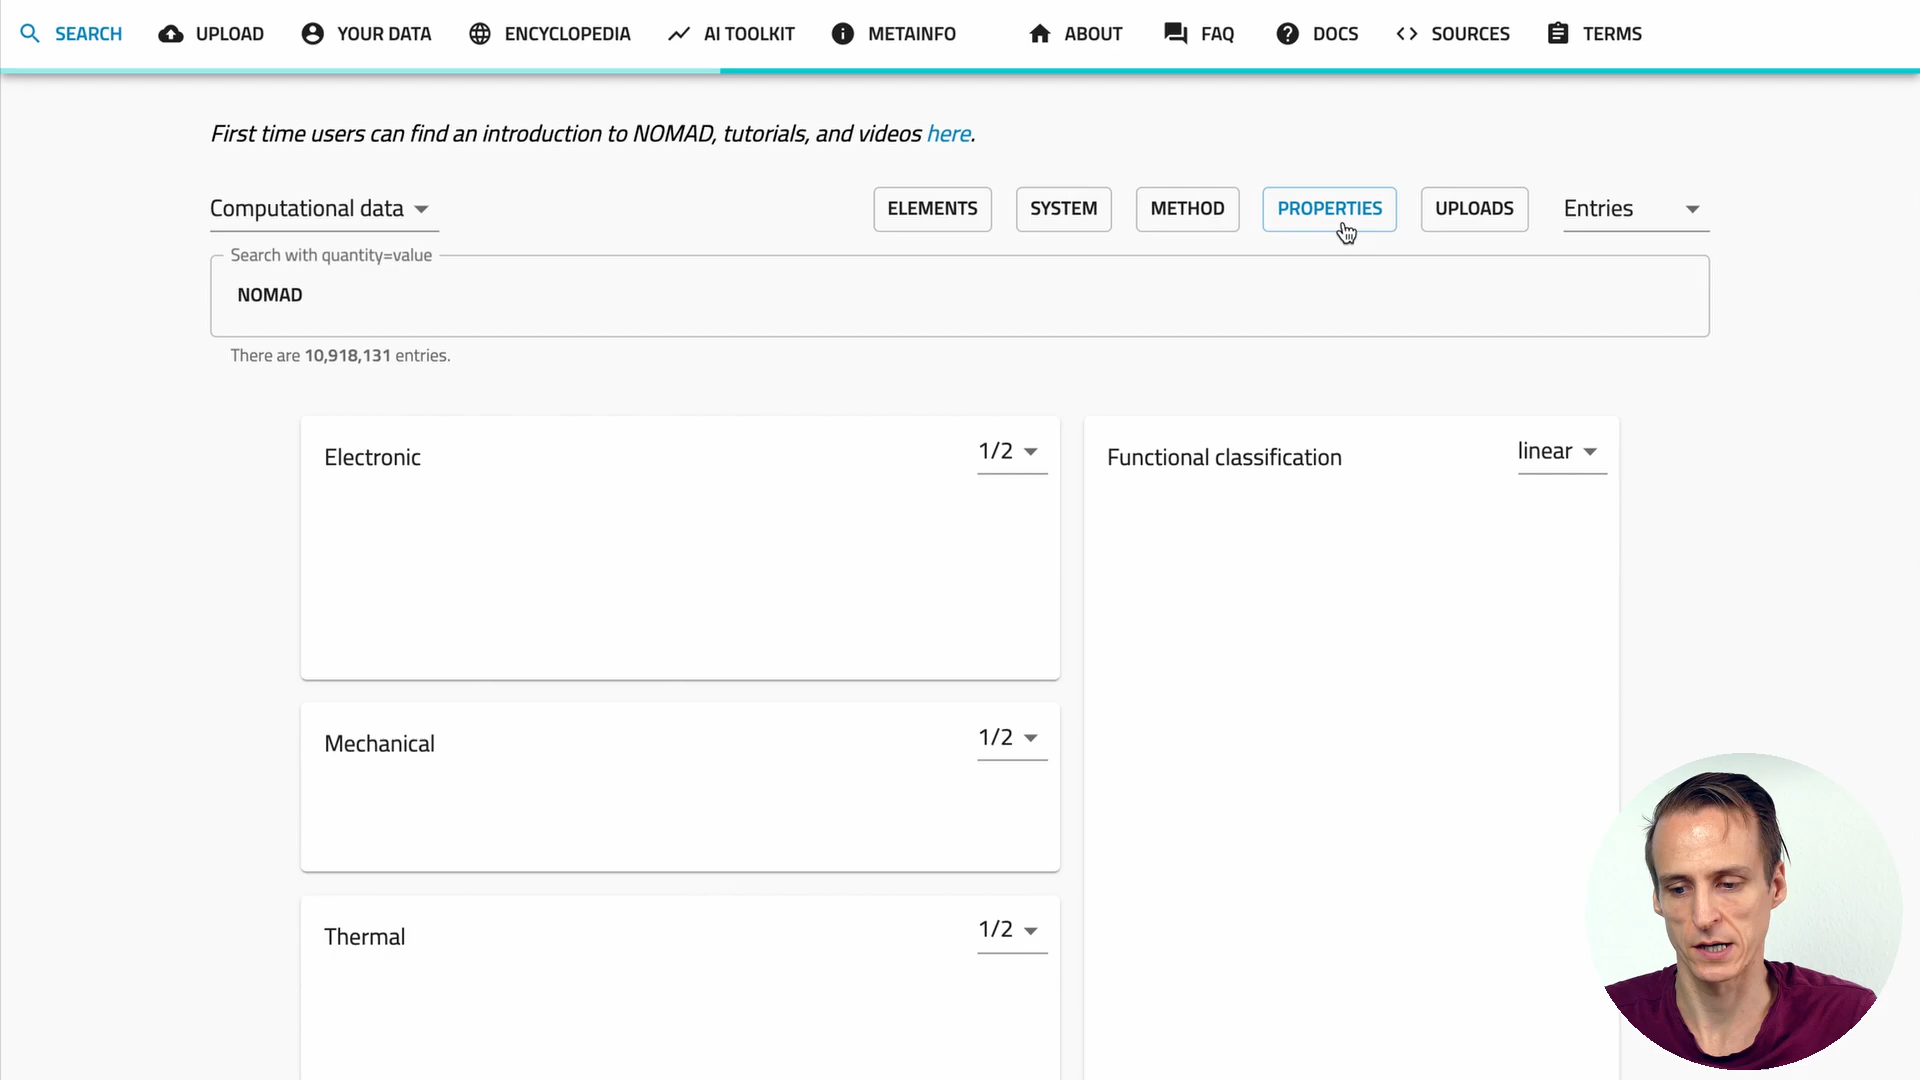 SEARCH UPLOAD YOUR DATA ENCYCLOPEDIA AI TOOLKIT METAINFO ABOUT FAQ DOCS SOURCES TERMS
First time users can find an introduction to NOMAD, tutorials, and videos here.
Computational data ELEMENTS SYSTEM METHOD PROPERTIES UPLOADS Entries
Search with quantity=value
NOMAD
There are 10,918,131 entries.
Electronic 1/2
Functional classification linear
Mechanical 1/2
Thermal 1/2